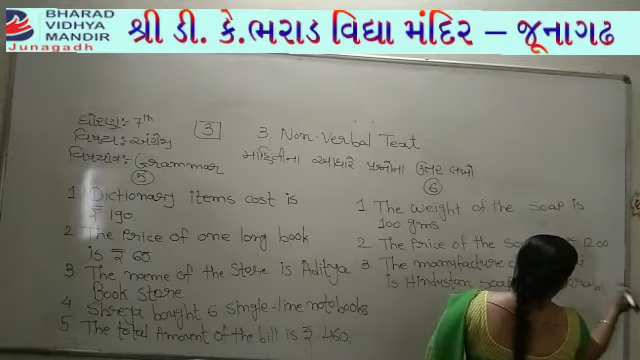 BHARAD
VIDHYA
MANDIR
Junagadh
શ્રી ડી. કે.ભરાડ વિદ્યા મંદિર – જૂનાગઢ
ધોરણ:- 7th
વિષય:- અંગ્રેજી
વિષયાંગ:- Grammar
3
3. Non-Verbal Text
માહિતીના આધારે પ્રશ્નોના ઉત્તર લખો
5
1 Dictionary items cost is
₹ 190.
2 The Price of one long book
is ₹ 60
3 The name of the Store is Aditya
Book Store
4 Shreya bought 6 Single-line notebooks
5 The total Amount of the bill is ₹ 460.
6
1 The weight of the soap is
100 gms
2 The price of the 1200
3 The manufacture
is Hindustan